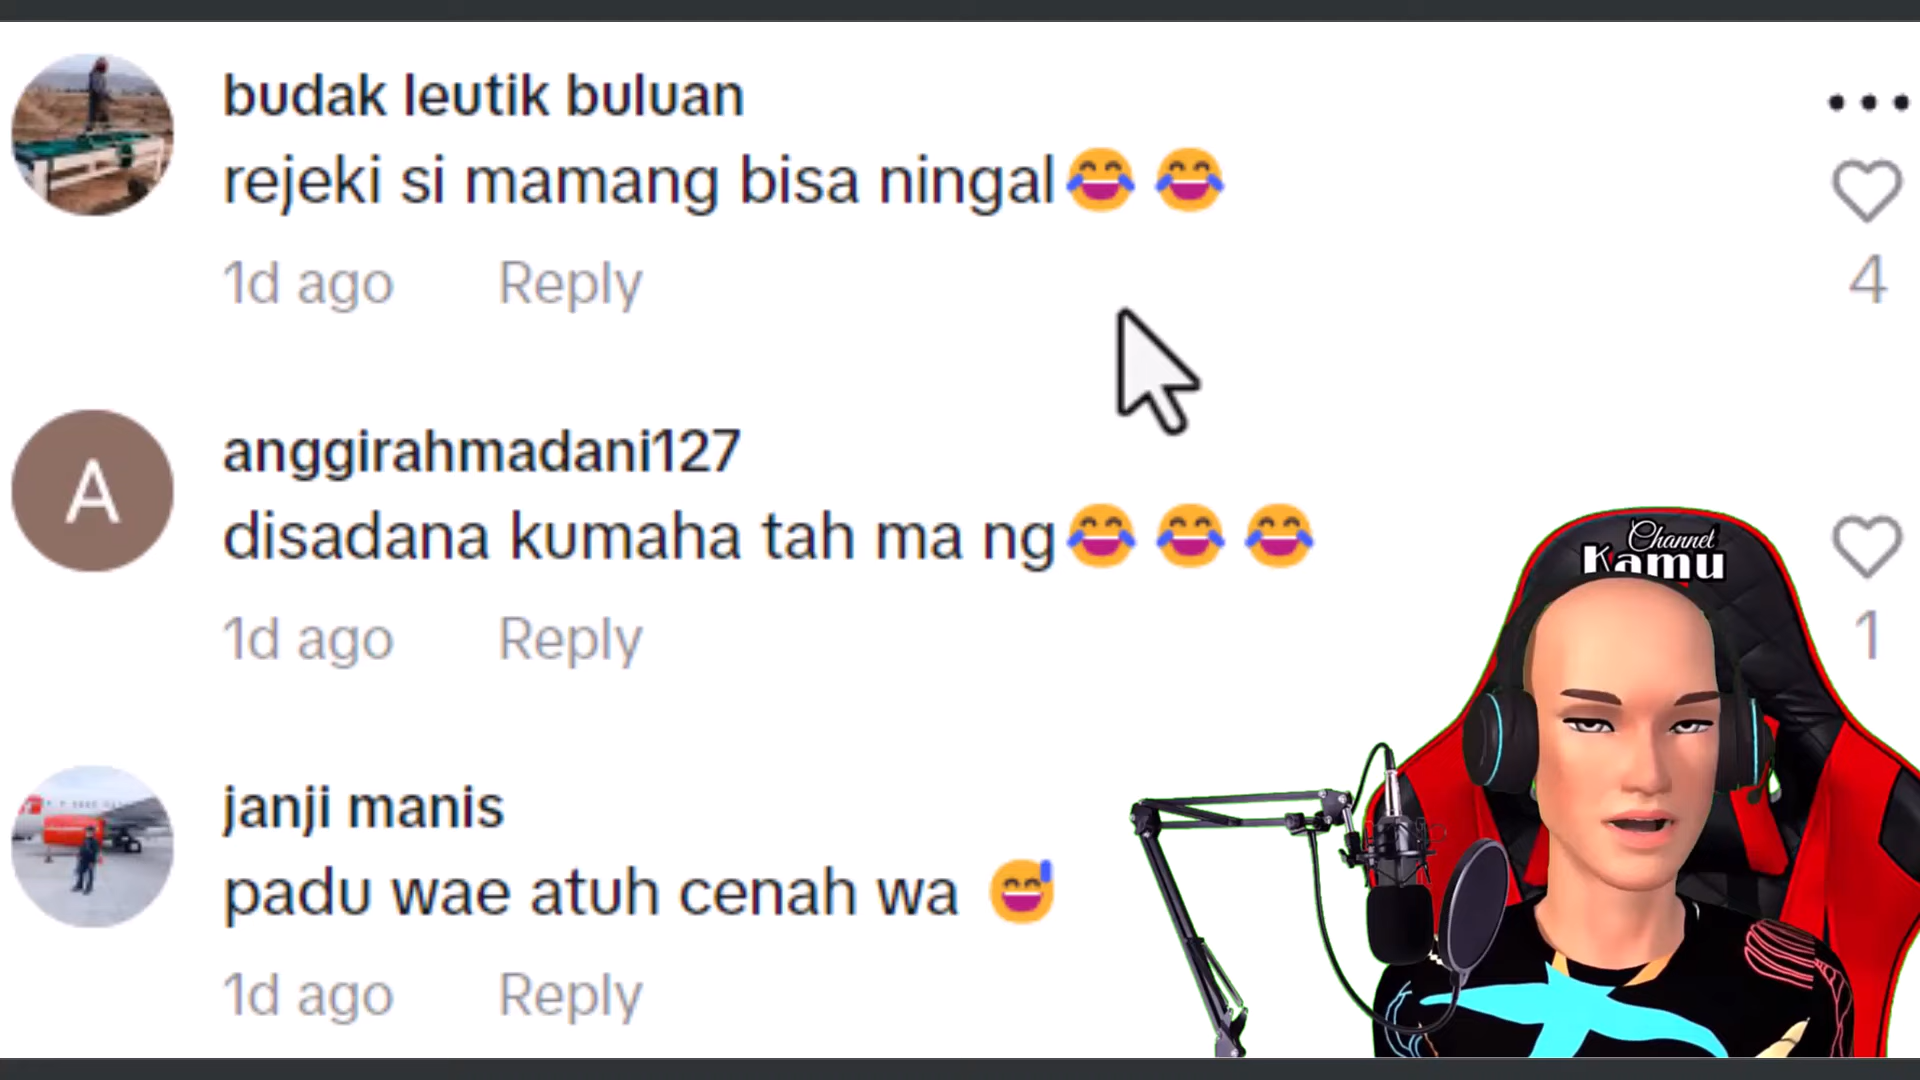 budak leutik buluan
rejeki si mamang bisa ningal😂😂
1d ago Reply
4
anggirahmadani127
disadana kumaha tah ma ng😂😂😂
1d ago Reply
1
janji manis
padu wae atuh cenah wa 😅
1d ago Reply
A
Channel
Kamu